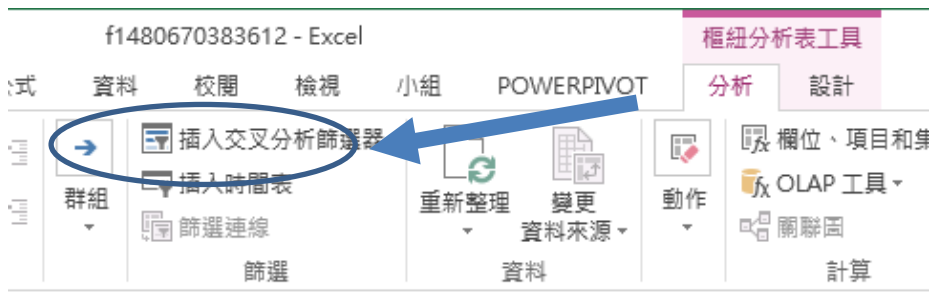 f1480670383612 - Excel
樞紐分析表工具
公式 資料 校閱 檢視 小組 POWERPIVOT 分析 設計
插入交叉分析篩選器
插入時間表
篩選連線
群組
篩選
重新整理
變更
資料來源
資料
動作
欄位、項目和集
OLAP 工具
關聯圖
計算